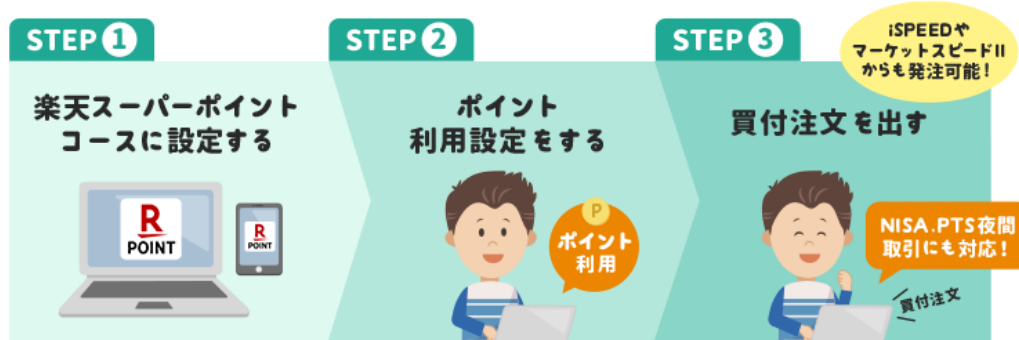 STEP 1
楽天スーパーポイント
コースに設定する
R
POINT
R
POINT
STEP 2
ポイント
利用設定をする
P
ポイント
利用
STEP 3
iSPEEDや
マーケットスピードII
からも発注可能!
買付注文を出す
NISA.PTS夜間
取引にも対応!
買付注文